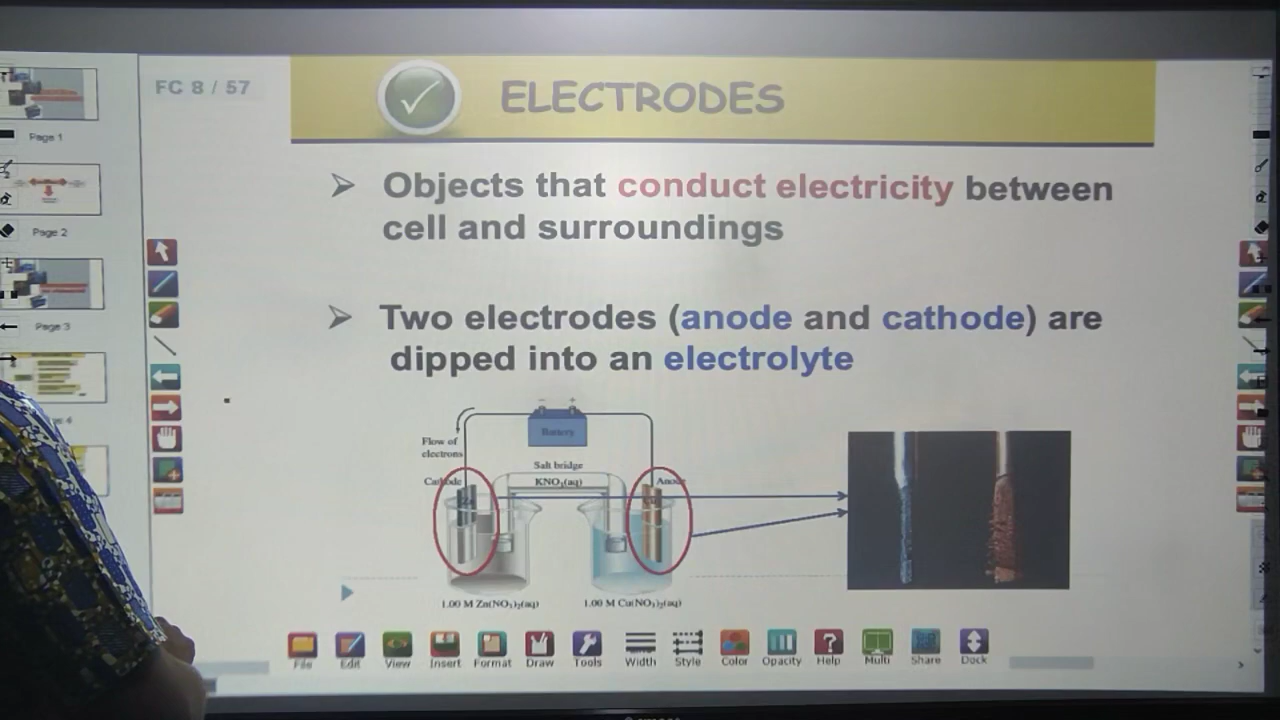 FC 8 / 57
ELECTRODES
Page 1
Page 2
Page 3
➢ Objects that conduct electricity between
cell and surroundings
➢ Two electrodes (anode and cathode) are
dipped into an electrolyte
Battery
Flow of
electrons
Salt bridge
Cathode
KNO₃(aq)
Anode
1.00 M Zn(NO₃)₂(aq)
1.00 M Cu(NO₃)₂(aq)
File
Edit
View
Insert
Format
Draw
Tools
Width
Style
Color
Opacity
Help
Multi
Share
Dock